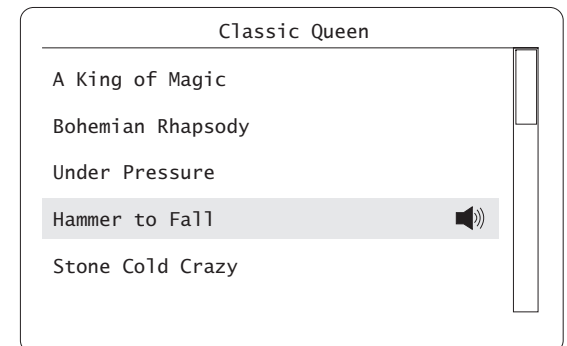 Classic Queen
A King of Magic
Bohemian Rhapsody
Under Pressure
Hammer to Fall
Stone Cold Crazy